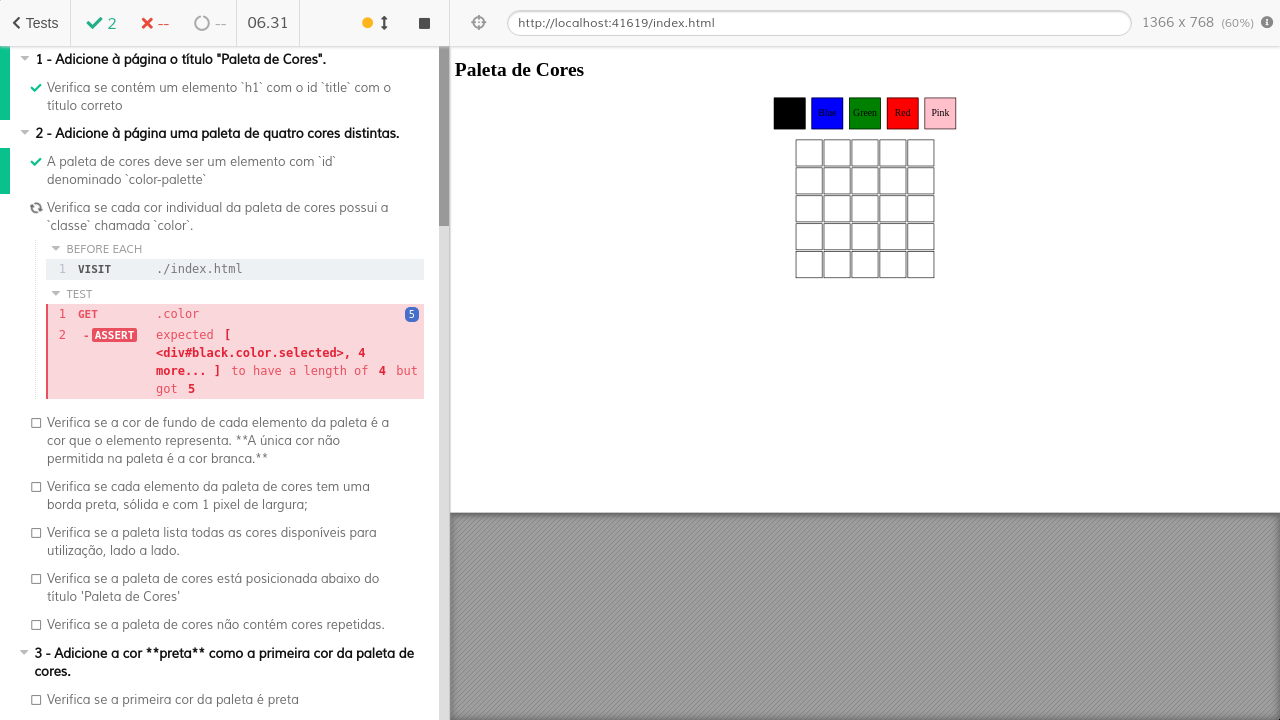 Tests
2
--
--
06.31
http://localhost:41619/index.html
1366 x 768 (60%)
1 - Adicione à página o título "Paleta de Cores".
Verifica se contém um elemento `h1` com o id `title` com o
título correto
2 - Adicione à página uma paleta de quatro cores distintas.
A paleta de cores deve ser um elemento com `id`
denominado `color-palette`
Verifica se cada cor individual da paleta de cores possui a
`classe` chamada `color`.
BEFORE EACH
1 VISIT ./index.html
TEST
1 GET .color 5
2 -ASSERT expected [
<div#black.color.selected>, 4
more... ] to have a length of 4 but
got 5
Verifica se a cor de fundo de cada elemento da paleta é a
cor que o elemento representa. **A única cor não
permitida na paleta é a cor branca.**
Verifica se cada elemento da paleta de cores tem uma
borda preta, sólida e com 1 pixel de largura;
Verifica se a paleta lista todas as cores disponíveis para
utilização, lado a lado.
Verifica se a paleta de cores está posicionada abaixo do
título 'Paleta de Cores'
Verifica se a paleta de cores não contém cores repetidas.
3 - Adicione a cor **preta** como a primeira cor da paleta de
cores.
Verifica se a primeira cor da paleta é preta
Paleta de Cores
Blue Green Red Pink